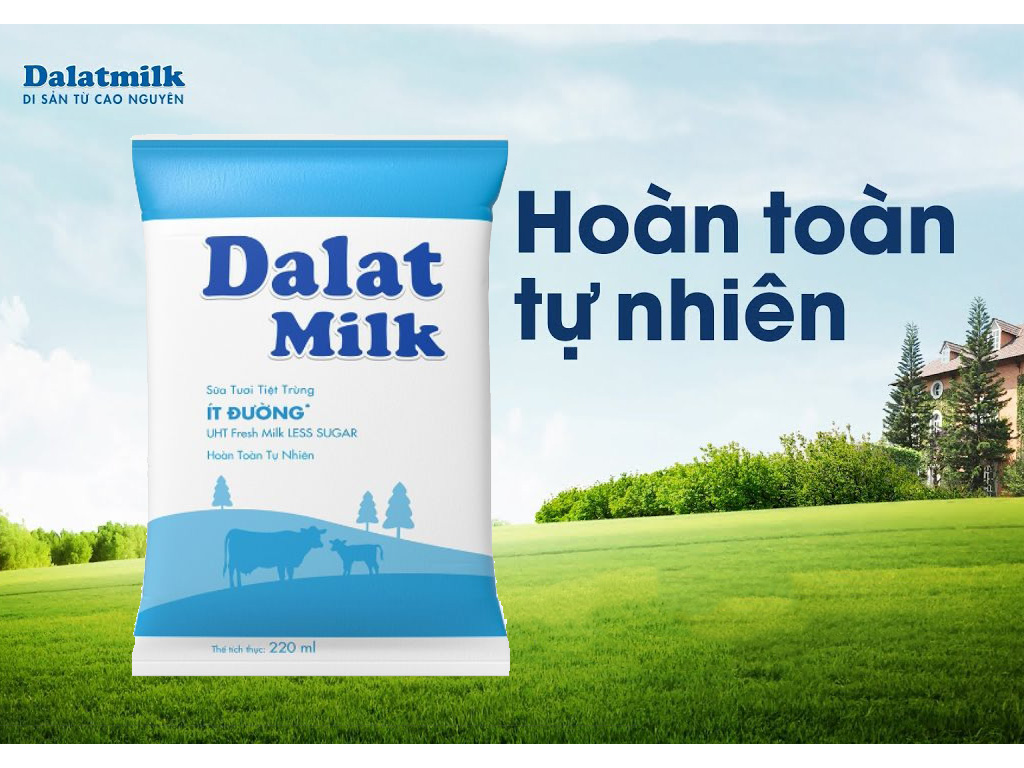 Dalatmilk
DI SẢN TỪ CAO NGUYÊN
Hoàn toàn
tự nhiên
Dalat
Milk
Sữa Tươi Tiệt Trùng
ÍT ĐƯỜNG*
UHT Fresh Milk LESS SUGAR
Hoàn Toàn Tự Nhiên
Thể tích thực: 220 ml